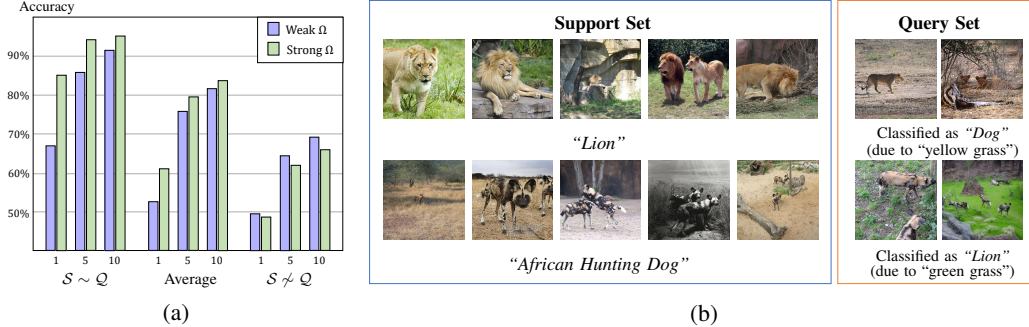 Accuracy
90%
80%
70%
60%
50%
Weak Ω
Strong Ω
1 5 10 1 5 10 1 5 10
𝒮 ∼ 𝒬 Average 𝒮 ≁ 𝒬
(a)
Support Set
“Lion”
“African Hunting Dog”
Query Set
Classified as “Dog”
(due to “yellow grass”)
Classified as “Lion”
(due to “green grass”)
(b)